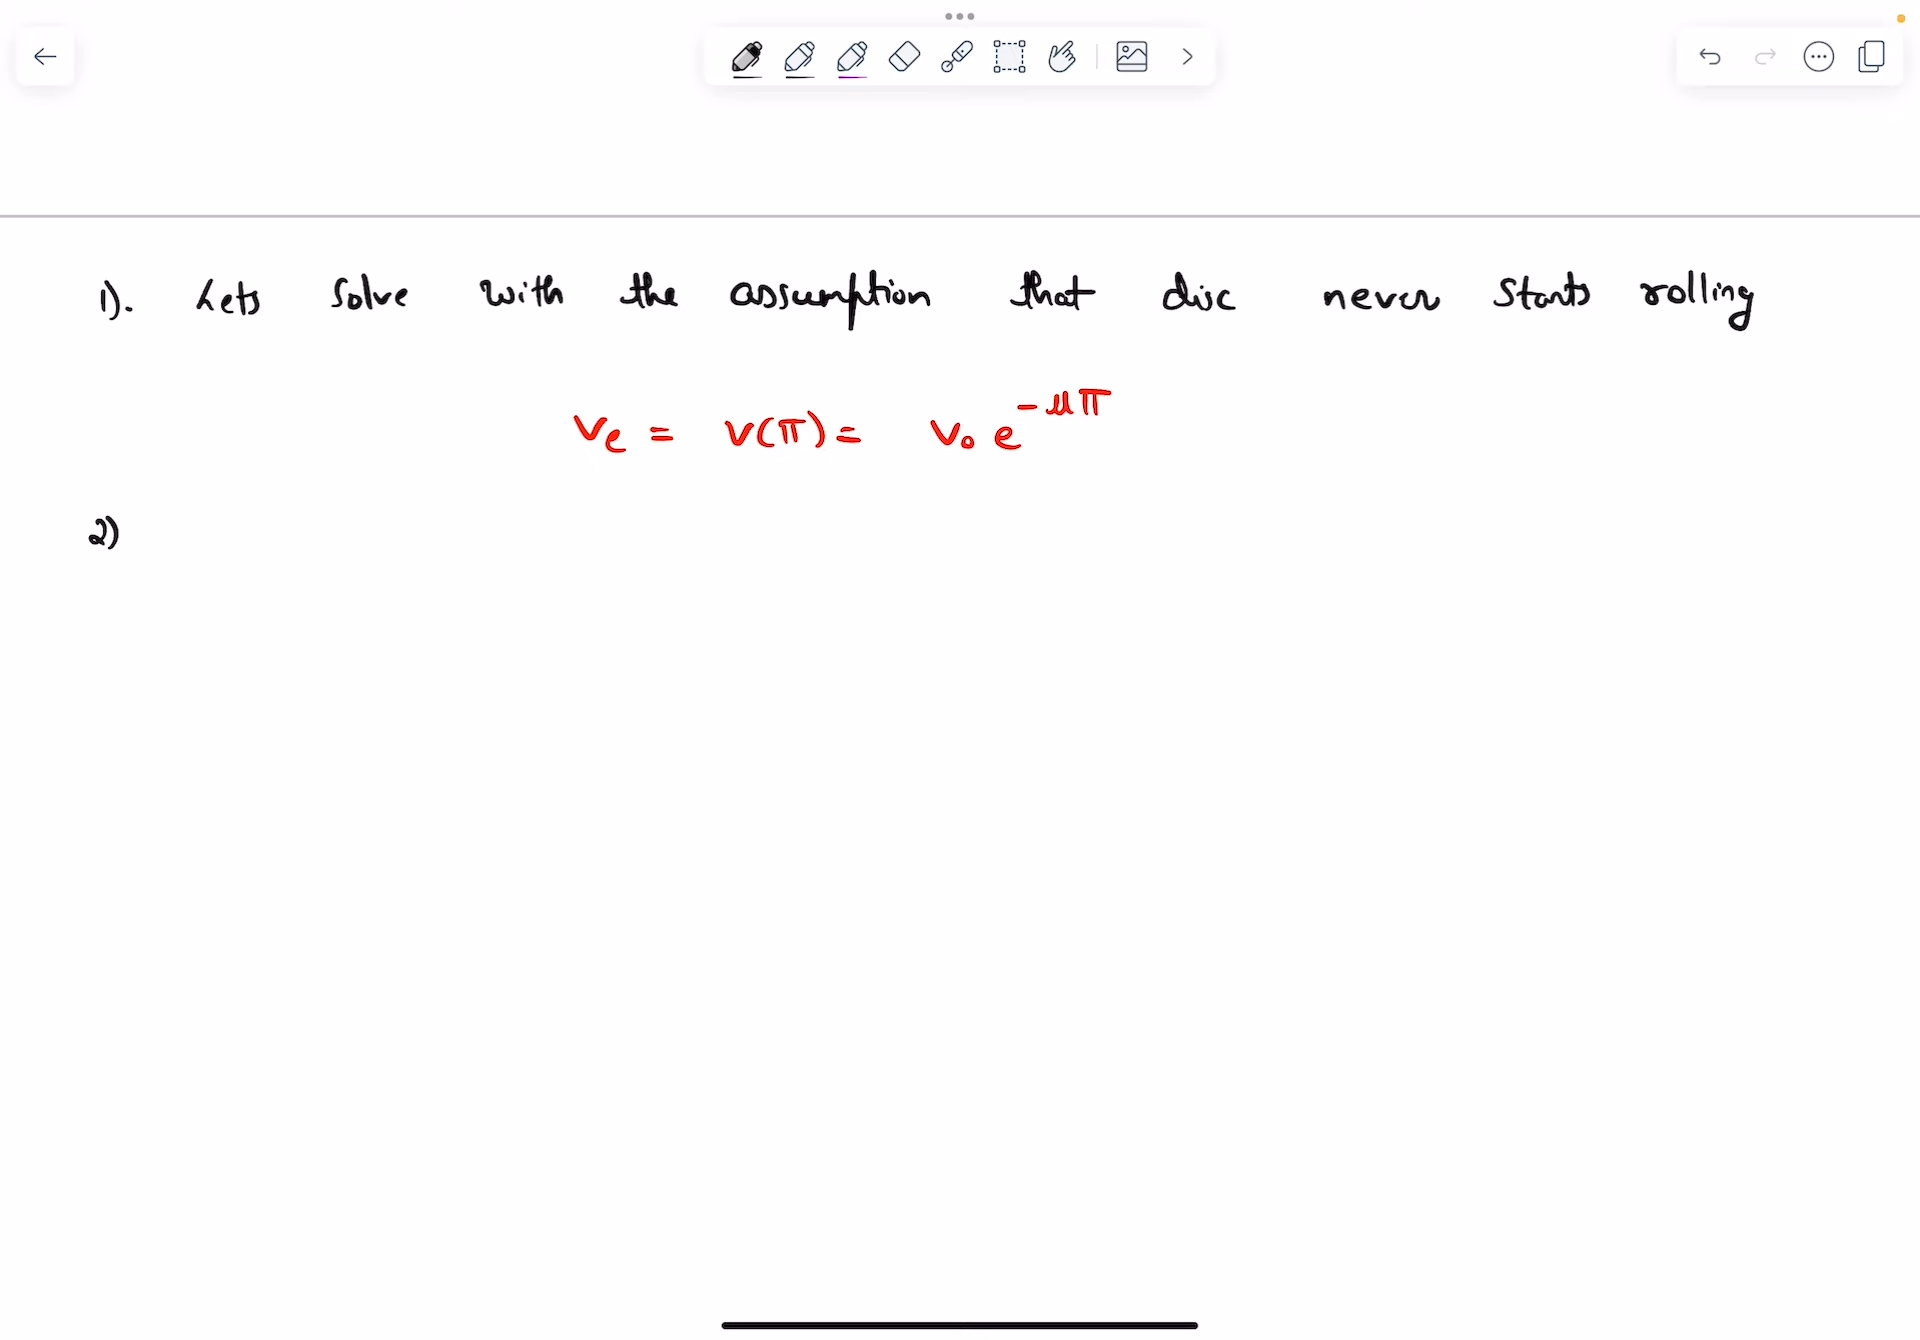 1). Lets solve with the assumption that disc never starts rolling
ve = v(π) = v₀ e^{-μπ}
2)